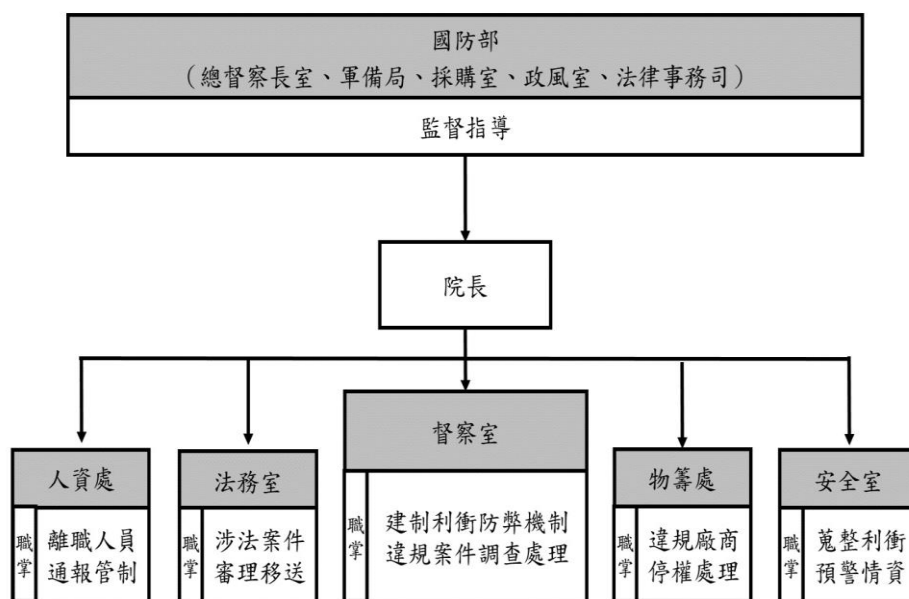 國防部
（總督察長室、軍備局、採購室、政風室、法律事務司）
監督指導
院長
人資處
職掌
離職人員
通報管制
法務室
職掌
涉法案件
審理移送
督察室
職掌
建制利衝防弊機制
違規案件調查處理
物籌處
職掌
違規廠商
停權處理
安全室
職掌
蒐整利衝
預警情資